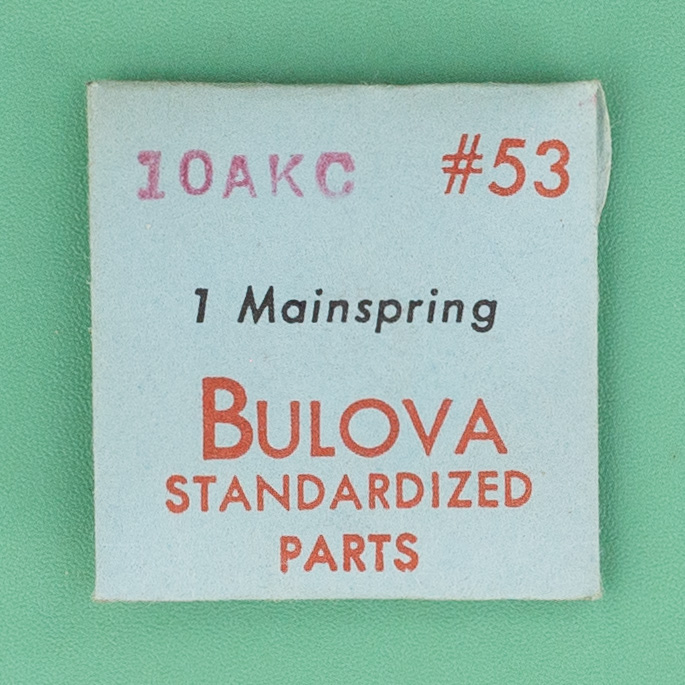 10AKC #53
1 Mainspring
BULOVA
STANDARDIZED
PARTS